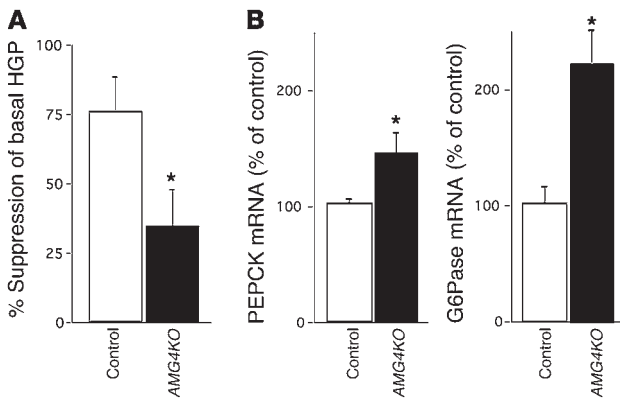 A
% Suppression of basal HGP
100
75
50
25
0
*
Control
AMG4KO
B
PEPCK mRNA (% of control)
200
100
0
*
Control
AMG4KO
G6Pase mRNA (% of control)
200
100
0
*
Control
AMG4KO